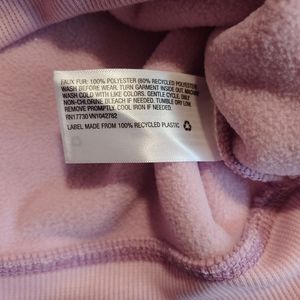 FAUX FUR: 100% POLYESTER (80% RECYCLED POLYESTER)
WASH BEFORE WEAR. TURN GARMENT INSIDE OUT. MACHINE
WASH COLD WITH LIKE COLORS. GENTLE CYCLE. ONLY
NON-CHLORINE BLEACH IF NEEDED. TUMBLE DRY LOW.
REMOVE PROMPTLY. COOL IRON IF NEEDED.
RN17730 VN1042782
LABEL MADE FROM 100% RECYCLED PLASTIC